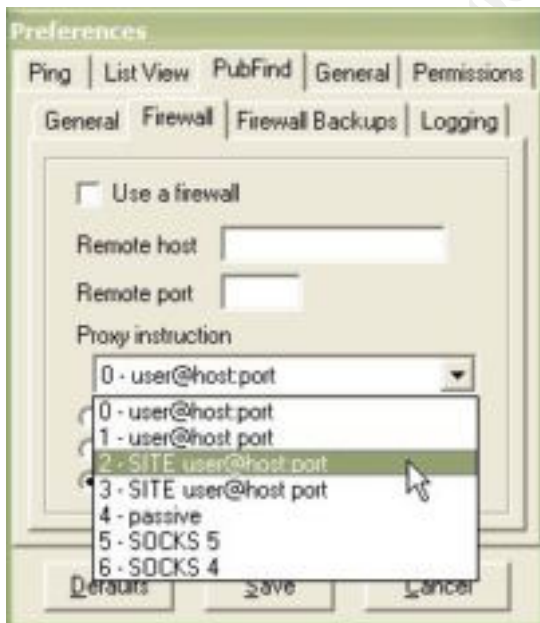 Preferences
Ping List View PubFind General Permissions
General Firewall Firewall Backups Logging
Use a firewall
Remote host
Remote port
Proxy instruction
0 - user@host:port
0 - user@host:port
1 - user@host port
2 - SITE user@host:port
3 - SITE user@host port
4 - passive
5 - SOCKS 5
6 - SOCKS 4
Defaults Save Cancel